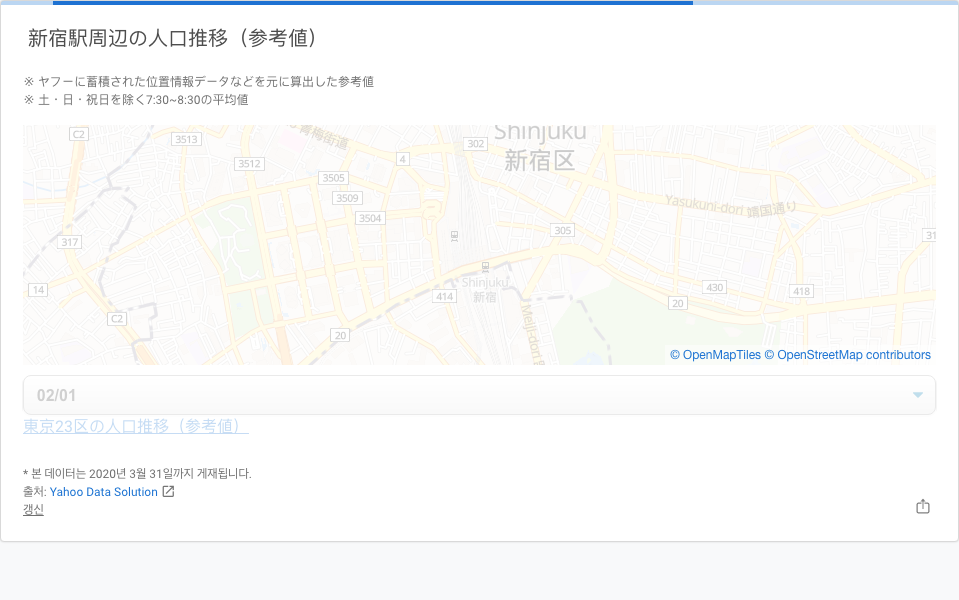 新宿駅周辺の人口推移（参考値）
※ ヤフーに蓄積された位置情報データなどを元に算出した参考値
※ 土・日・祝日を除く7:30~8:30の平均値
C2
3513
青梅街道
302
Shinjuku
新宿区
3512
4
3505
3509
Yasukuni-dori 靖国通り
3504
305
317
31
14
Shinjuku
新宿
414
430
418
20
C2
Meiji-dori
20
© OpenMapTiles © OpenStreetMap contributors
02/01
東京23区の人口推移（参考値）
* 본 데이터는 2020년 3월 31일까지 게재됩니다.
출처: Yahoo Data Solution
갱신